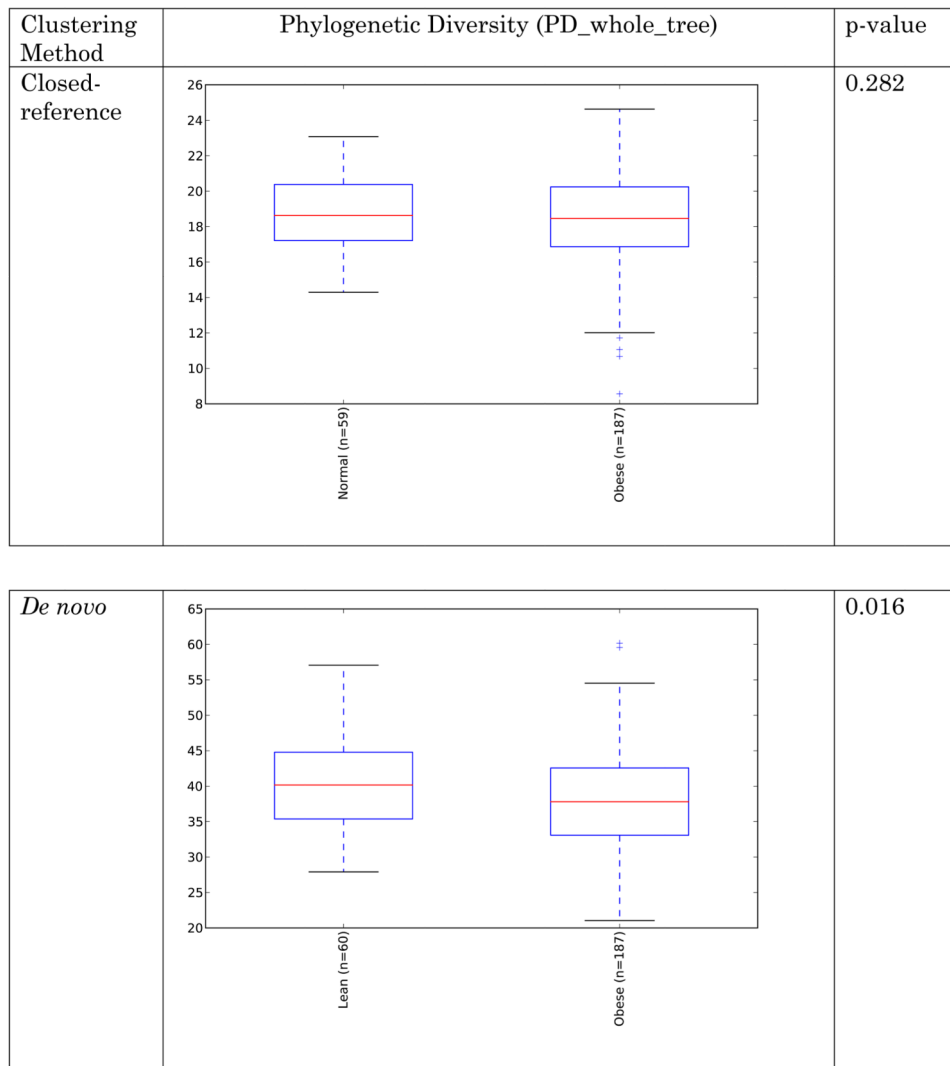 Clustering
Method
Phylogenetic Diversity (PD_whole_tree)
p-value
Closed-
reference
0.282
26
24
22
20
18
16
14
12
10
8
Normal (n=59)
Obese (n=187)
De novo
0.016
65
60
55
50
45
40
35
30
25
20
Lean (n=60)
Obese (n=187)